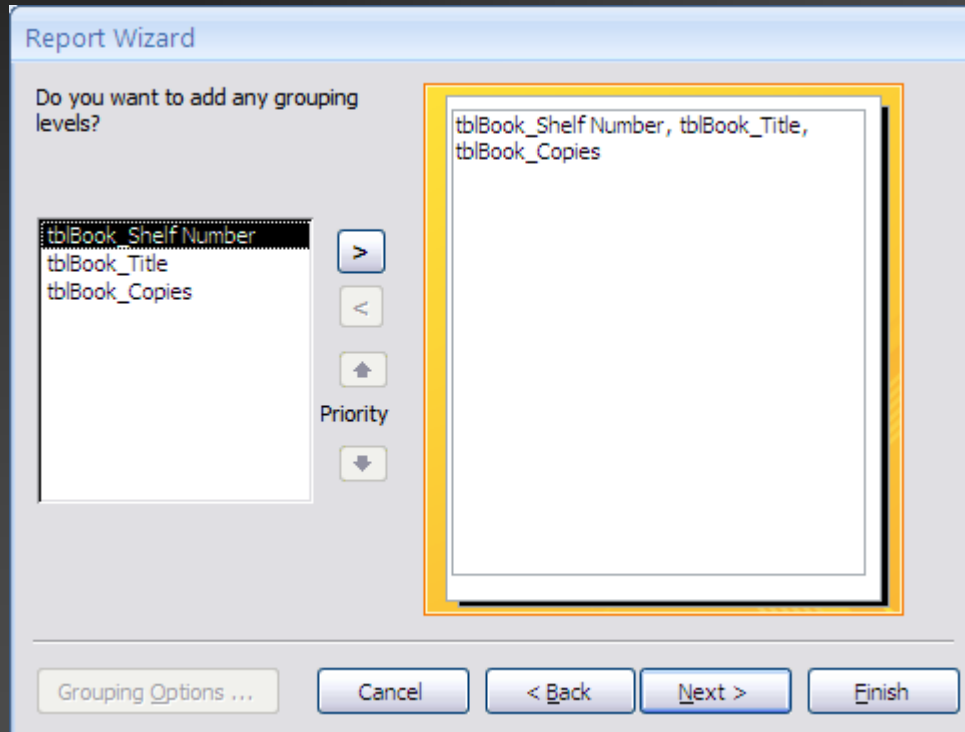 Report Wizard
Do you want to add any grouping
levels?
tblBook_Shelf Number, tblBook_Title,
tblBook_Copies
tblBook_Shelf Number
tblBook_Title
tblBook_Copies
>
<
Priority
Grouping Options ...
Cancel
< Back
Next >
Finish